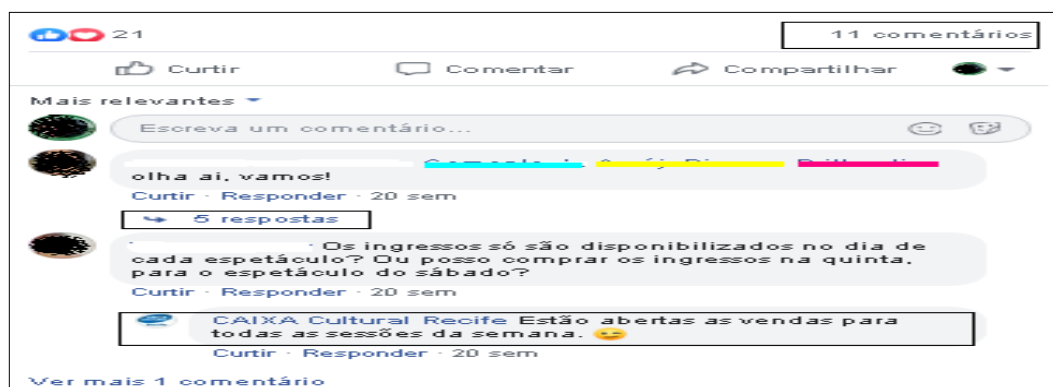 21 11 comentários
Curtir Comentar Compartilhar
Mais relevantes
Escreva um comentário...
olha ai, vamos!
Curtir · Responder · 20 sem
5 respostas
Os ingressos só são disponibilizados no dia de
cada espetáculo? Ou posso comprar os ingressos na quinta,
para o espetáculo do sábado?
Curtir · Responder · 20 sem
CAIXA Cultural Recife Estão abertas as vendas para
todas as sessões da semana. 😉
Curtir · Responder · 20 sem
Ver mais 1 comentário